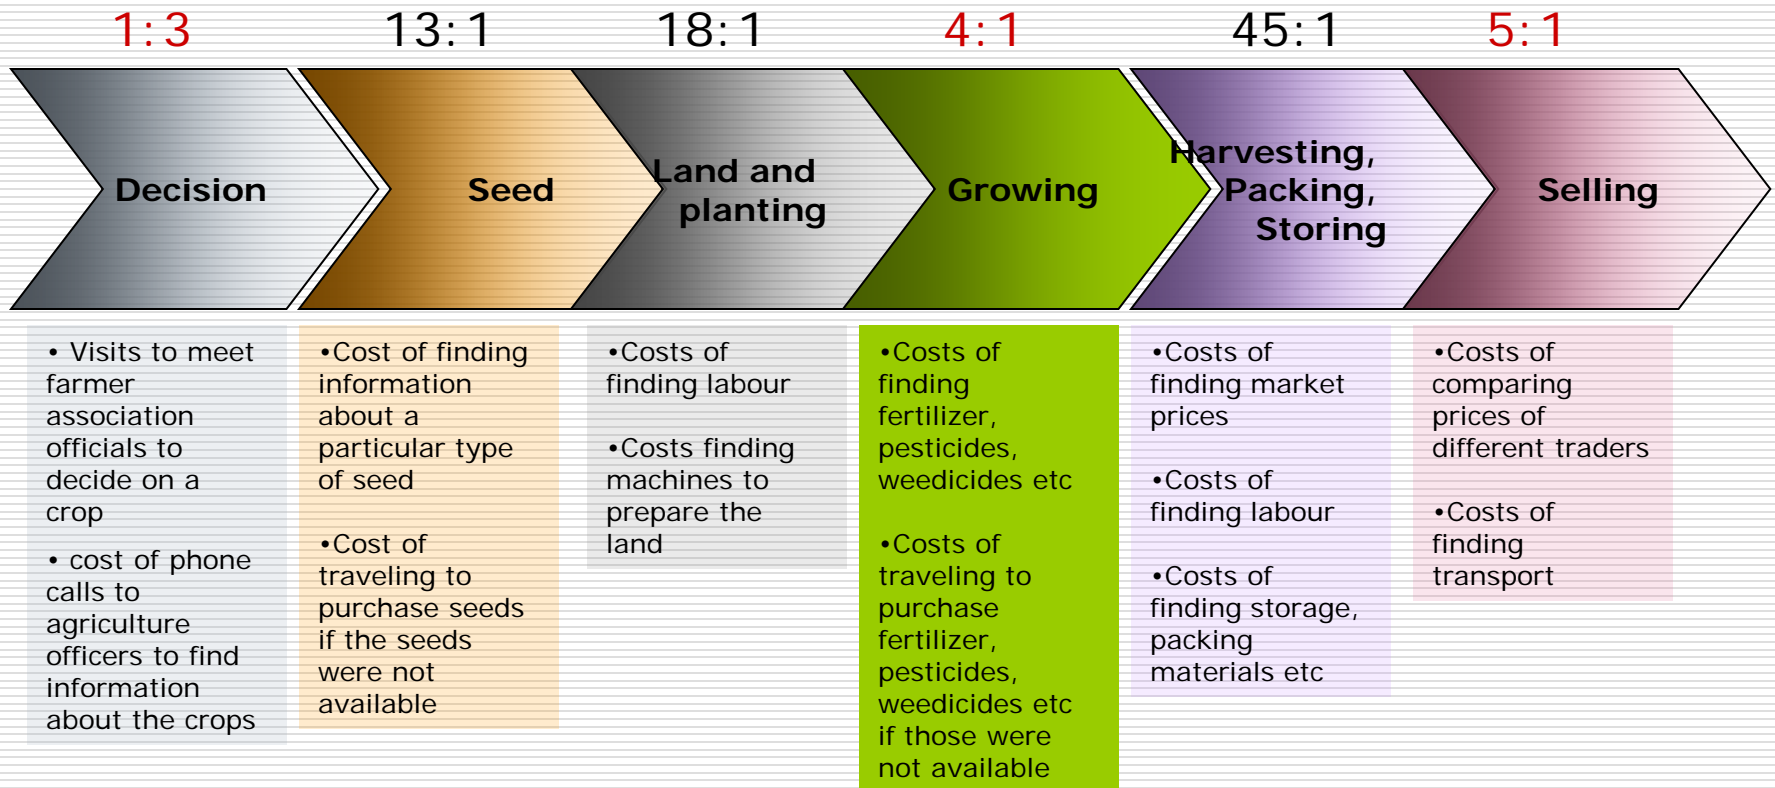 1:3
13:1
18:1
4:1
45:1
5:1
Decision
Seed
Land and
planting
Growing
Harvesting,
Packing,
Storing
Selling
• Visits to meet
farmer
association
officials to
decide on a
crop
• cost of phone
calls to
agriculture
officers to find
information
about the crops
•Cost of finding
information
about a
particular type
of seed
•Cost of
traveling to
purchase seeds
if the seeds
were not
available
•Costs of
finding labour
•Costs finding
machines to
prepare the
land
•Costs of
finding
fertilizer,
pesticides,
weedicides etc
•Costs of
traveling to
purchase
fertilizer,
pesticides,
weedicides etc
if those were
not available
•Costs of
finding market
prices
•Costs of
finding labour
•Costs of
finding storage,
packing
materials etc
•Costs of
comparing
prices of
different traders
•Costs of
finding
transport